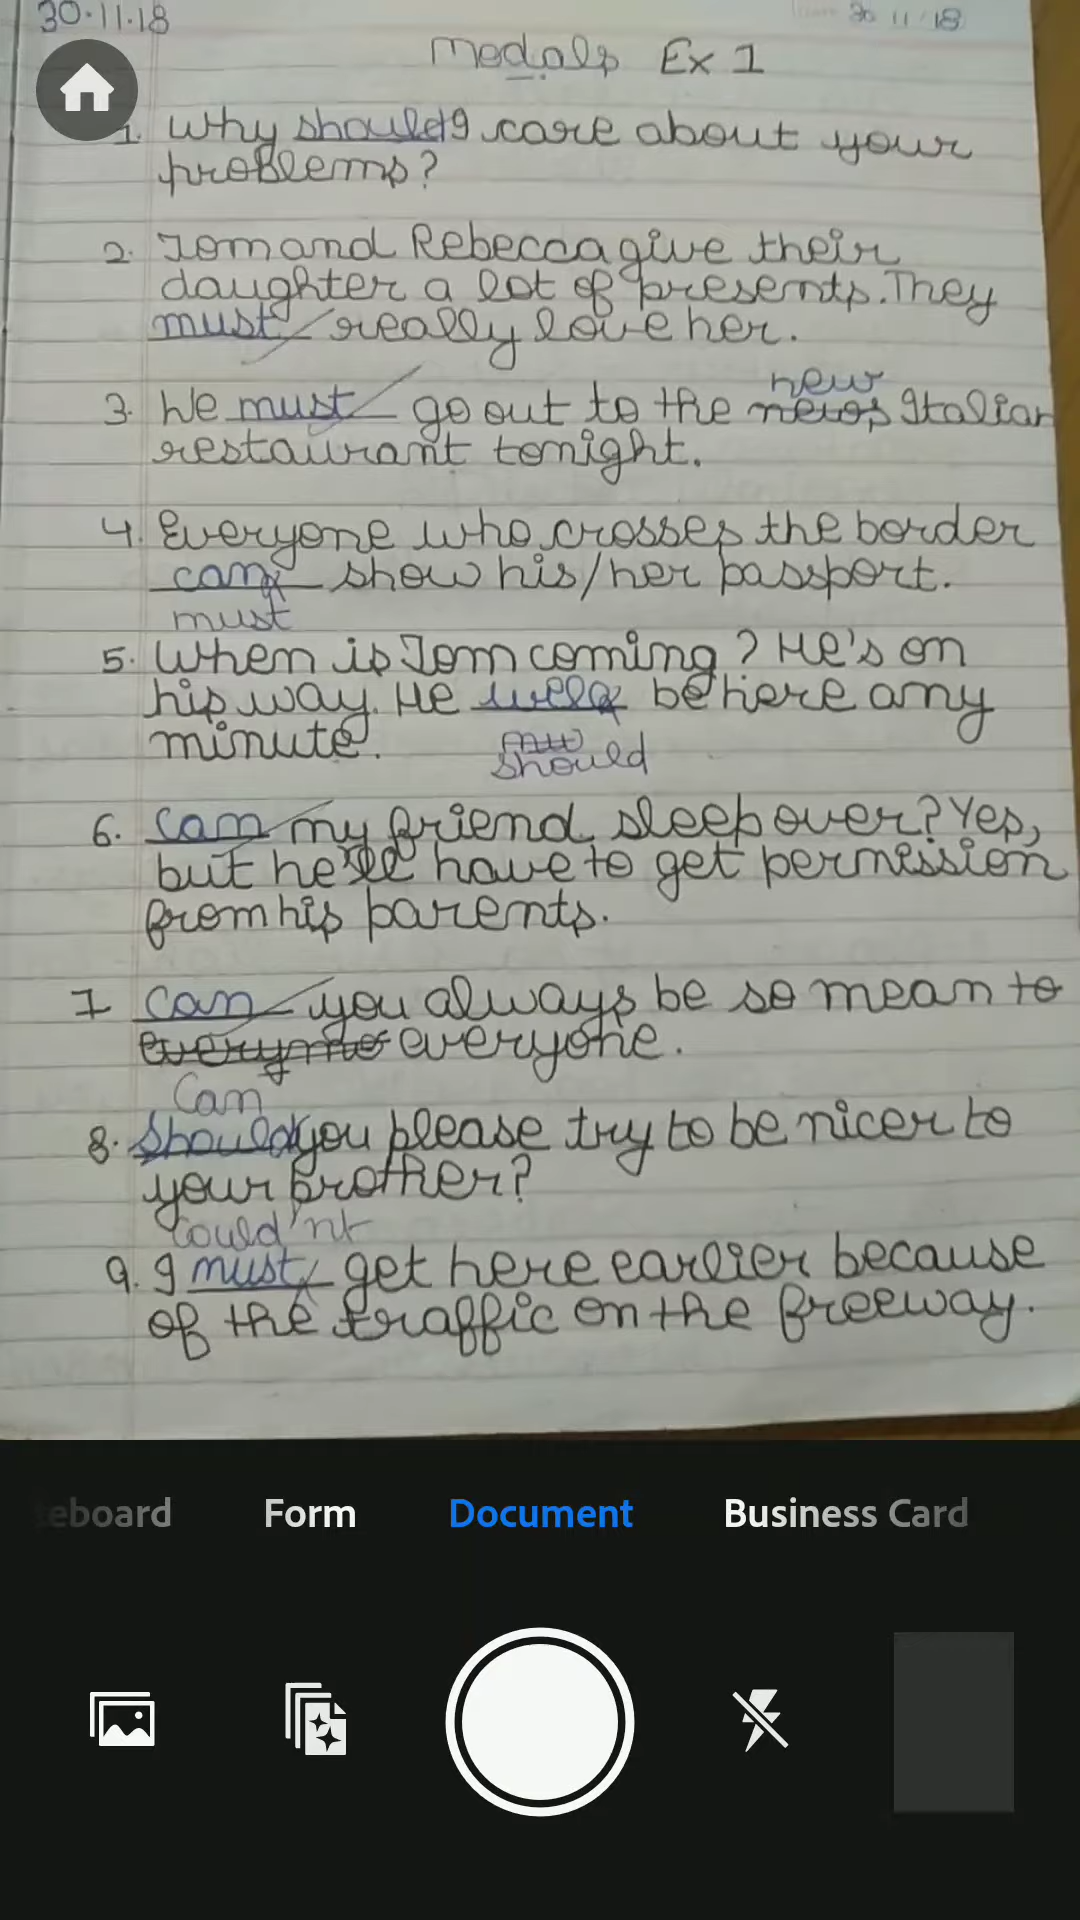 30.11.18
30 11 18
Modals Ex 1
1. Why should I care about your
problems?
2. Tom and Rebecca give their
daughter a lot of presents. They
must really love her.
new
3. We must go out to the news Italian
restaurant tonight.
4. Everyone who crosses the border
can show his/her passport.
must
5. When is Tom coming? He's on
his way. He will be here any
minute.
should
6. Can my friend sleep over? Yes,
but he'll have to get permission
from his parents.
7 Can you always be so mean to
everyone.
Can
8. Should you please try to be nicer to
your brother?
Could'nt
9. I must get here earlier because
of the traffic on the freeway.
eboard Form Document Business Card